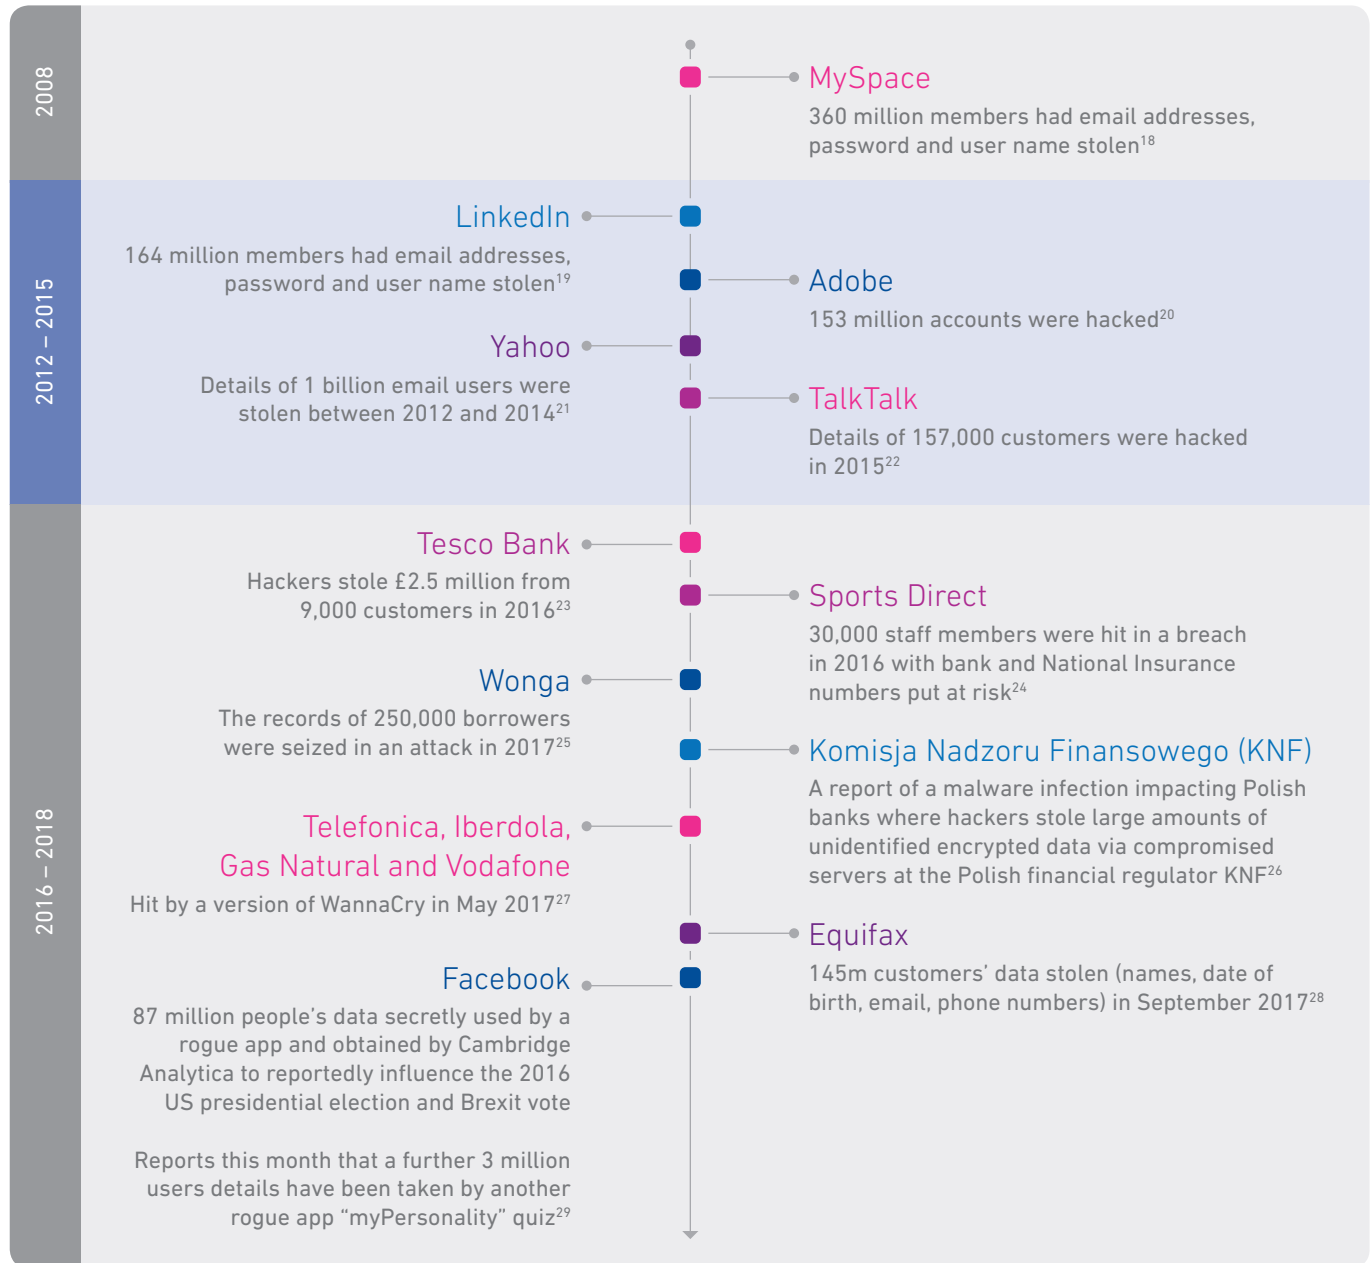 2008
MySpace
360 million members had email addresses,
password and user name stolen18
2012 – 2015
LinkedIn
164 million members had email addresses,
password and user name stolen19
Adobe
153 million accounts were hacked20
Yahoo
Details of 1 billion email users were
stolen between 2012 and 201421
TalkTalk
Details of 157,000 customers were hacked
in 201522
2016 – 2018
Tesco Bank
Hackers stole £2.5 million from
9,000 customers in 201623
Sports Direct
30,000 staff members were hit in a breach
in 2016 with bank and National Insurance
numbers put at risk24
Wonga
The records of 250,000 borrowers
were seized in an attack in 201725
Komisja Nadzoru Finansowego (KNF)
A report of a malware infection impacting Polish
banks where hackers stole large amounts of
unidentified encrypted data via compromised
servers at the Polish financial regulator KNF26
Telefonica, Iberdola,
Gas Natural and Vodafone
Hit by a version of WannaCry in May 201727
Equifax
145m customers’ data stolen (names, date of
birth, email, phone numbers) in September 201728
Facebook
87 million people’s data secretly used by a
rogue app and obtained by Cambridge
Analytica to reportedly influence the 2016
US presidential election and Brexit vote
Reports this month that a further 3 million
users details have been taken by another
rogue app “myPersonality” quiz29